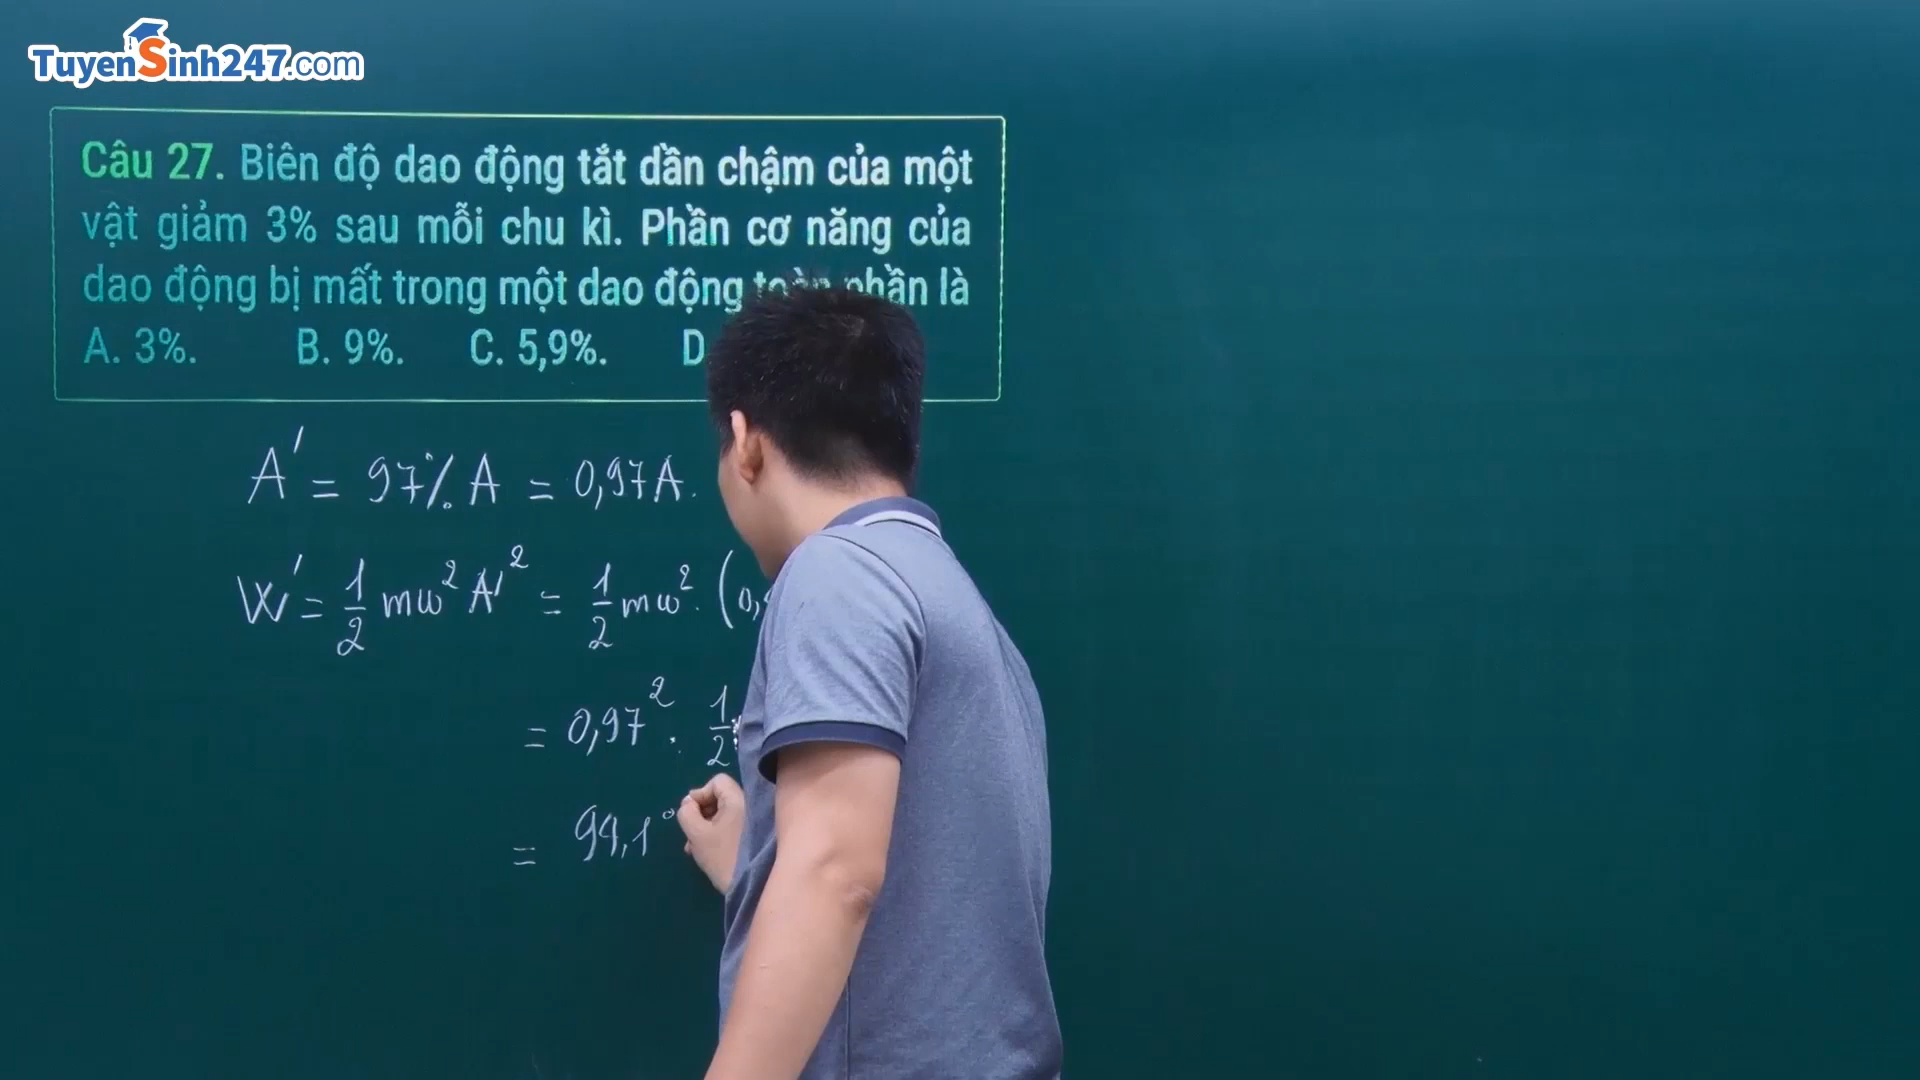 TuyenSinh247.com
Câu 27. Biên độ dao động tắt dần chậm của một
vật giảm 3% sau mỗi chu kì. Phần cơ năng của
dao động bị mất trong một dao động phần là
A. 3%. B. 9%. C. 5,9%. D
A' = 97% A = 0,97A.
W' = 1/2 mω² A'² = 1/2 mω². (0,
= 0,97² . 1/2
= 94,1